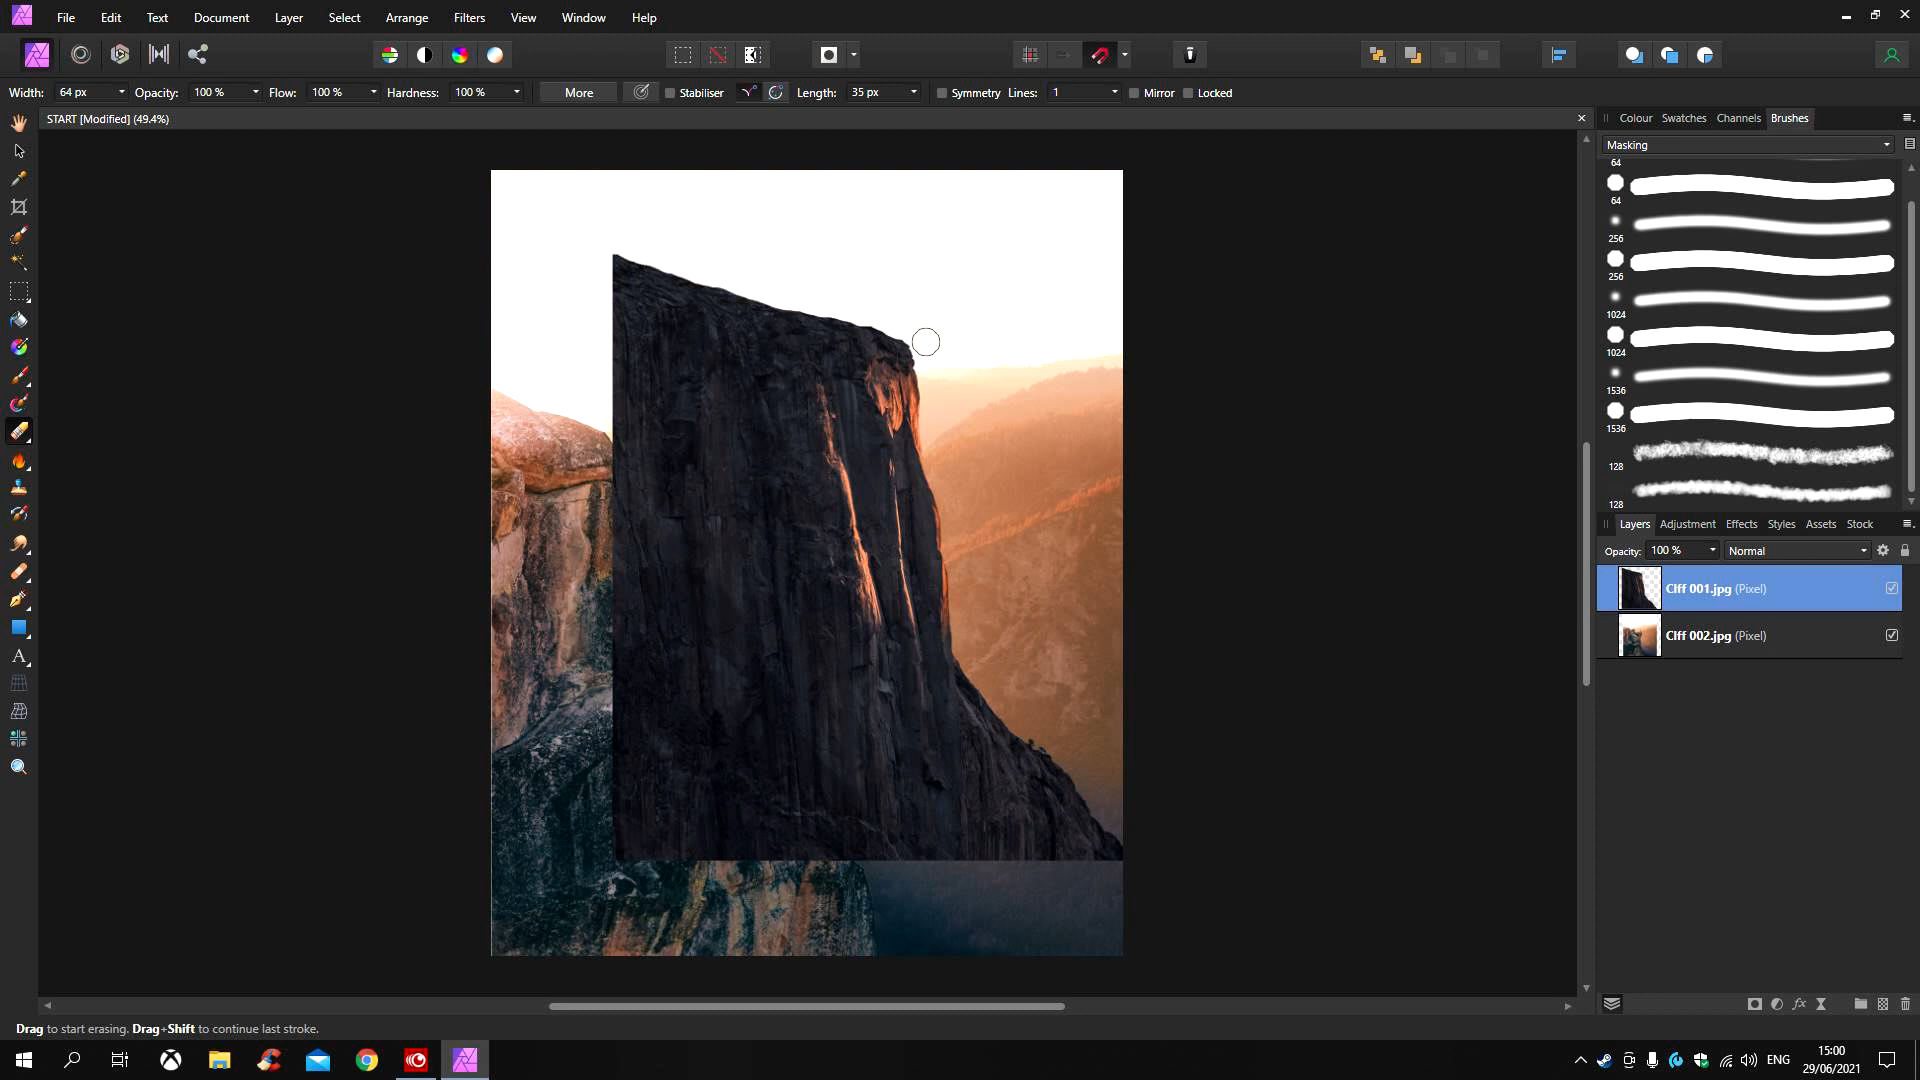 File Edit Text Document Layer Select Arrange Filters View Window Help
Width: 64 px Opacity: 100 % Flow: 100 % Hardness: 100 % More Stabiliser Length: 35 px Symmetry Lines: 1 Mirror Locked
START [Modified] (49.4%)
Colour Swatches Channels Brushes
Masking
64
64
256
256
1024
1024
1536
1536
128
128
Layers Adjustment Effects Styles Assets Stock
Opacity: 100 % Normal
Clff 001.jpg (Pixel)
Clff 002.jpg (Pixel)
fx
A
Drag to start erasing. Drag+Shift to continue last stroke.
ENG
15:00
29/06/2021